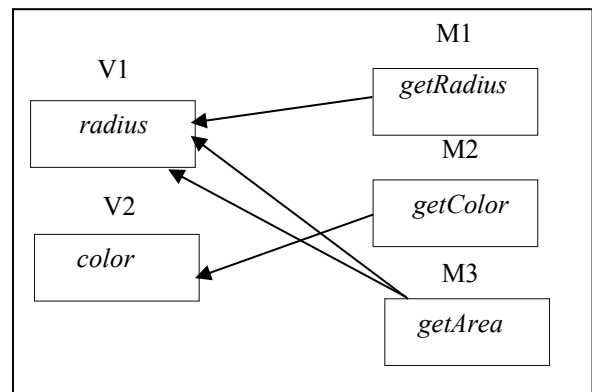 M1
V1
getRadius
radius
M2
V2
getColor
color
M3
getArea